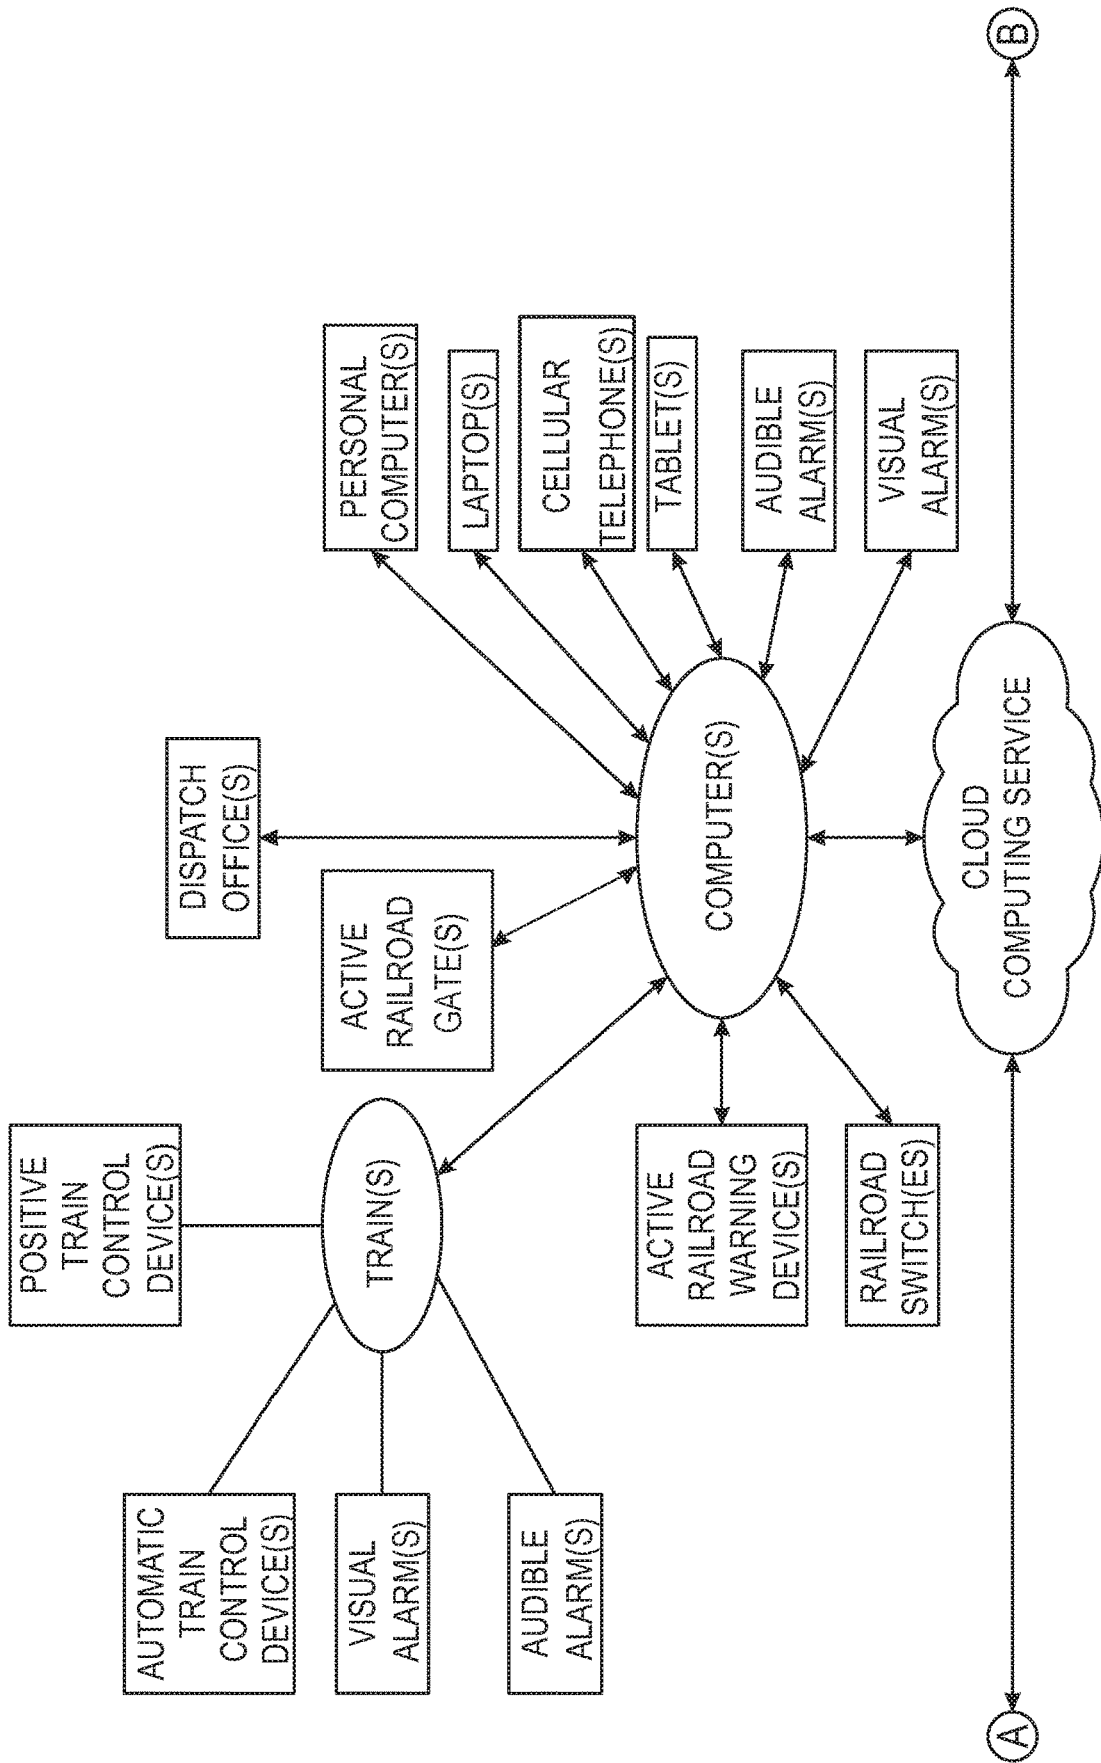 POSITIVE
TRAIN
CONTROL
DEVICE(S)
AUTOMATIC
TRAIN
CONTROL
DEVICE(S)
VISUAL
ALARM(S)
AUDIBLE
ALARM(S)
TRAIN(S)
DISPATCH
OFFICE(S)
ACTIVE
RAILROAD
GATE(S)
PERSONAL
COMPUTER(S)
LAPTOP(S)
CELLULAR
TELEPHONE(S)
TABLET(S)
AUDIBLE
ALARM(S)
VISUAL
ALARM(S)
COMPUTER(S)
ACTIVE
RAILROAD
WARNING
DEVICE(S)
RAILROAD
SWITCH(ES)
A
CLOUD
COMPUTING SERVICE
B